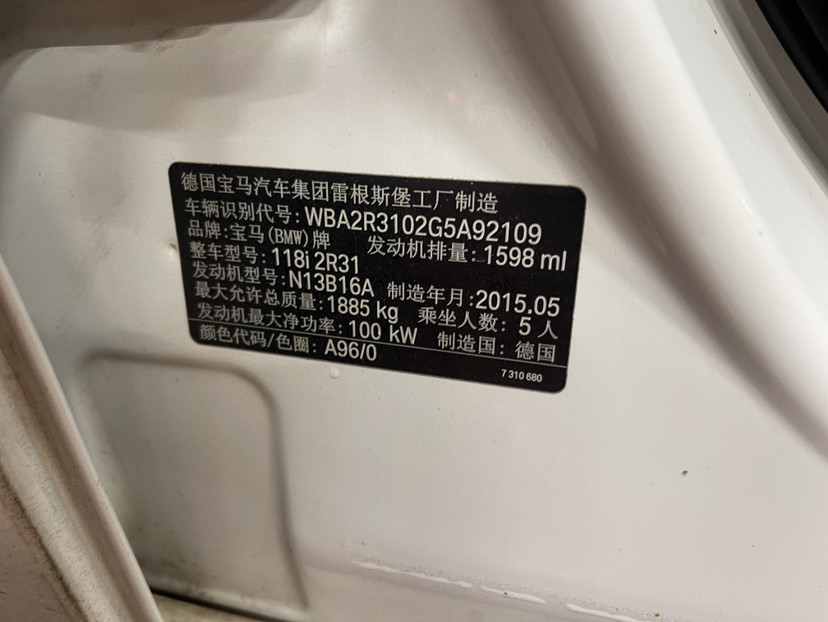 德国宝马汽车集团雷根斯堡工厂制造
车辆识别代号: WBA2R3102G5A92109
品牌: 宝马(BMW)牌 发动机排量: 1598 ml
整车型号: 118i 2R31
发动机型号: N13B16A 制造年月: 2015.05
最大允许总质量: 1885 kg 乘坐人数: 5 人
发动机最大净功率: 100 kW 制造国: 德国
颜色代码/色圈: A96/0
7 310 680